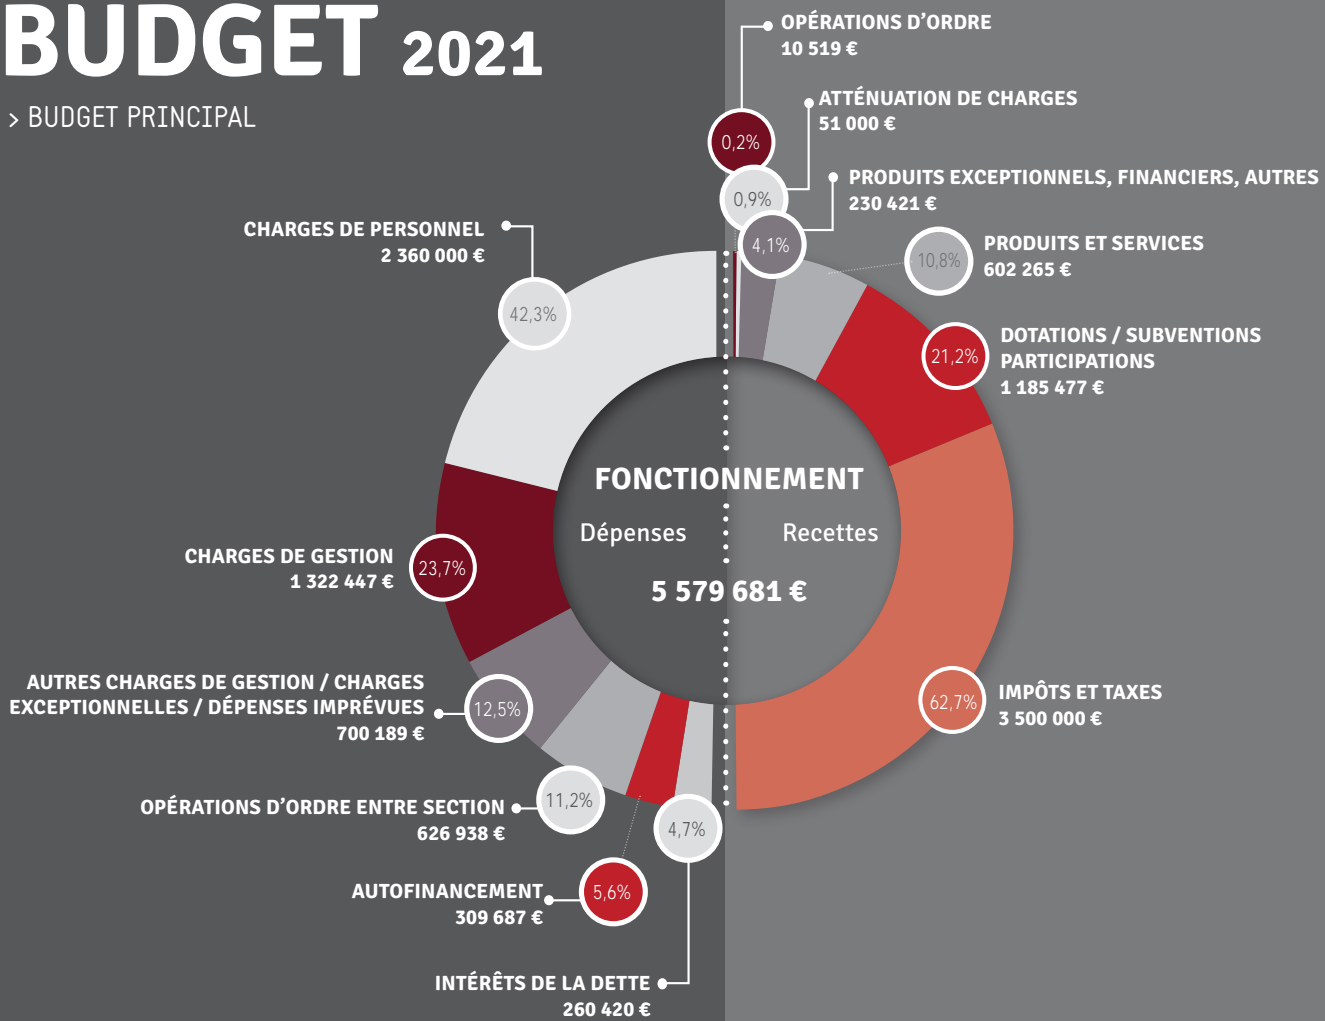 BUDGET 2021
> BUDGET PRINCIPAL
OPÉRATIONS D'ORDRE
10 519 €
0,2%
ATTÉNUATION DE CHARGES
51 000 €
0,9%
PRODUITS EXCEPTIONNELS, FINANCIERS, AUTRES
230 421 €
4,1%
PRODUITS ET SERVICES
602 265 €
10,8%
DOTATIONS / SUBVENTIONS
PARTICIPATIONS
1 185 477 €
21,2%
IMPÔTS ET TAXES
3 500 000 €
62,7%
CHARGES DE PERSONNEL
2 360 000 €
42,3%
CHARGES DE GESTION
1 322 447 €
23,7%
AUTRES CHARGES DE GESTION / CHARGES
EXCEPTIONNELLES / DÉPENSES IMPRÉVUES
700 189 €
12,5%
OPÉRATIONS D'ORDRE ENTRE SECTION
626 938 €
11,2%
AUTOFINANCEMENT
309 687 €
5,6%
INTÉRÊTS DE LA DETTE
260 420 €
4,7%
FONCTIONNEMENT
Dépenses Recettes
5 579 681 €